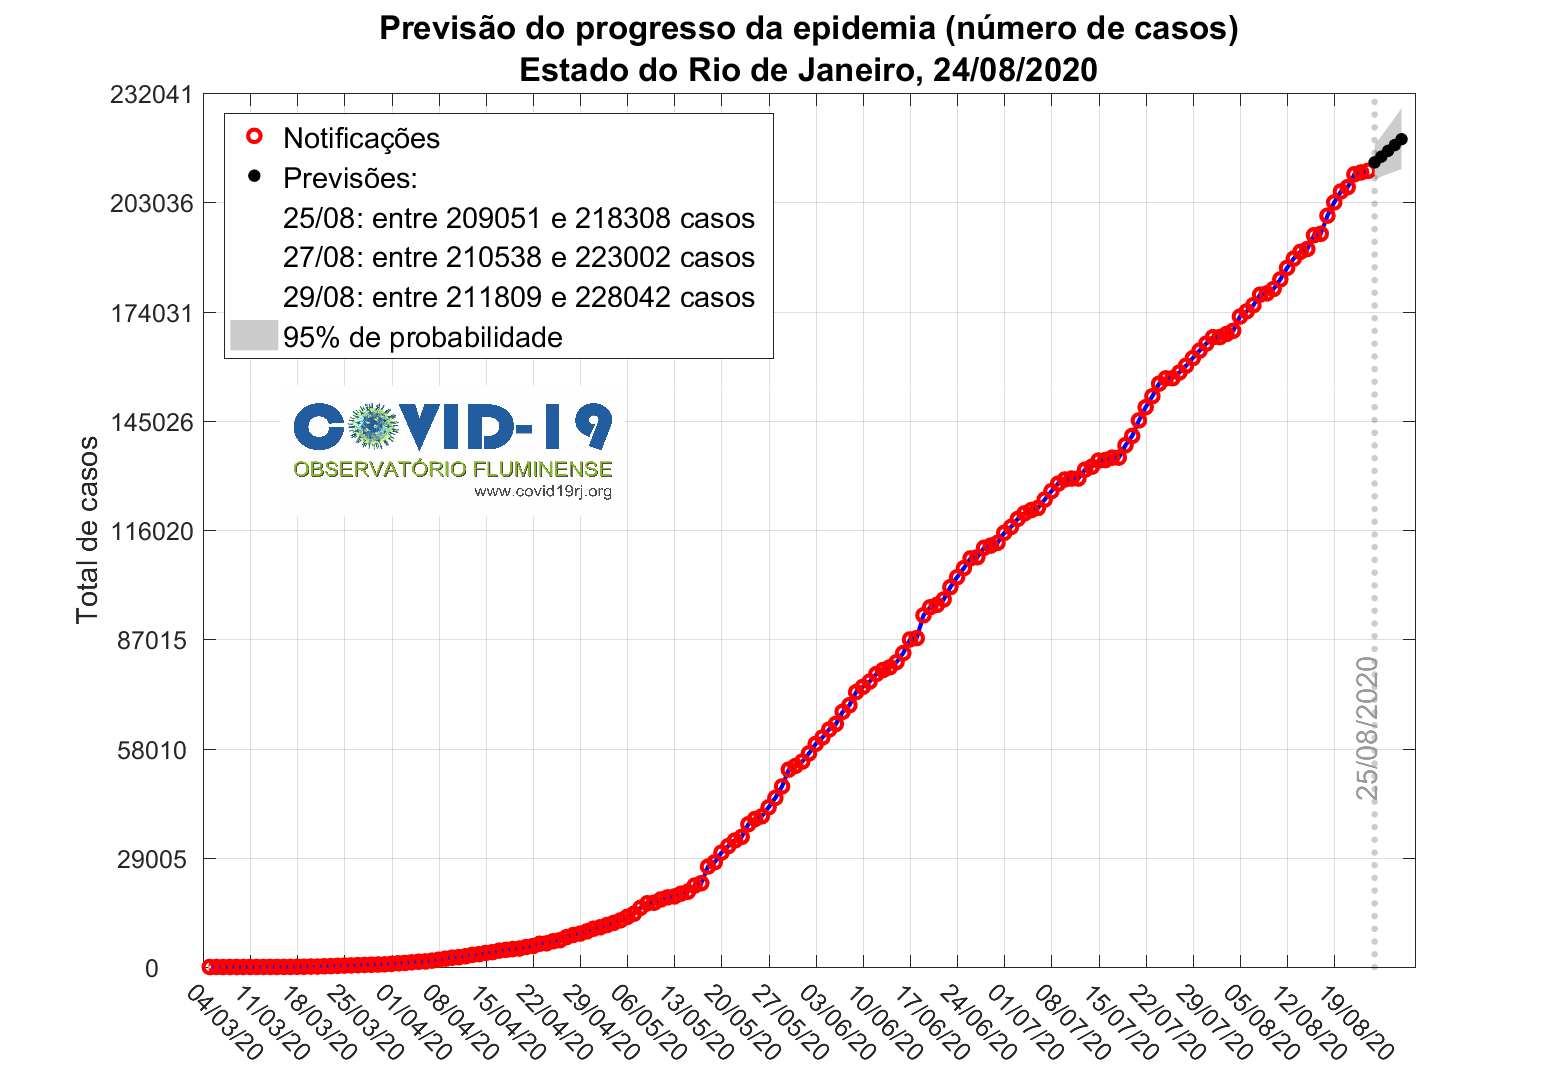 Previsão do progresso da epidemia (número de casos)
Estado do Rio de Janeiro, 24/08/2020
232041
203036
174031
145026
116020
87015
58010
29005
0
Total de casos
Notificações
Previsões:
25/08: entre 209051 e 218308 casos
27/08: entre 210538 e 223002 casos
29/08: entre 211809 e 228042 casos
95% de probabilidade
COVID-19
OBSERVATÓRIO FLUMINENSE
www.covid19rj.org
25/08/2020
04/03/20
11/03/20
18/03/20
25/03/20
01/04/20
08/04/20
15/04/20
22/04/20
29/04/20
06/05/20
13/05/20
20/05/20
27/05/20
03/06/20
10/06/20
17/06/20
24/06/20
01/07/20
08/07/20
15/07/20
22/07/20
29/07/20
05/08/20
12/08/20
19/08/20